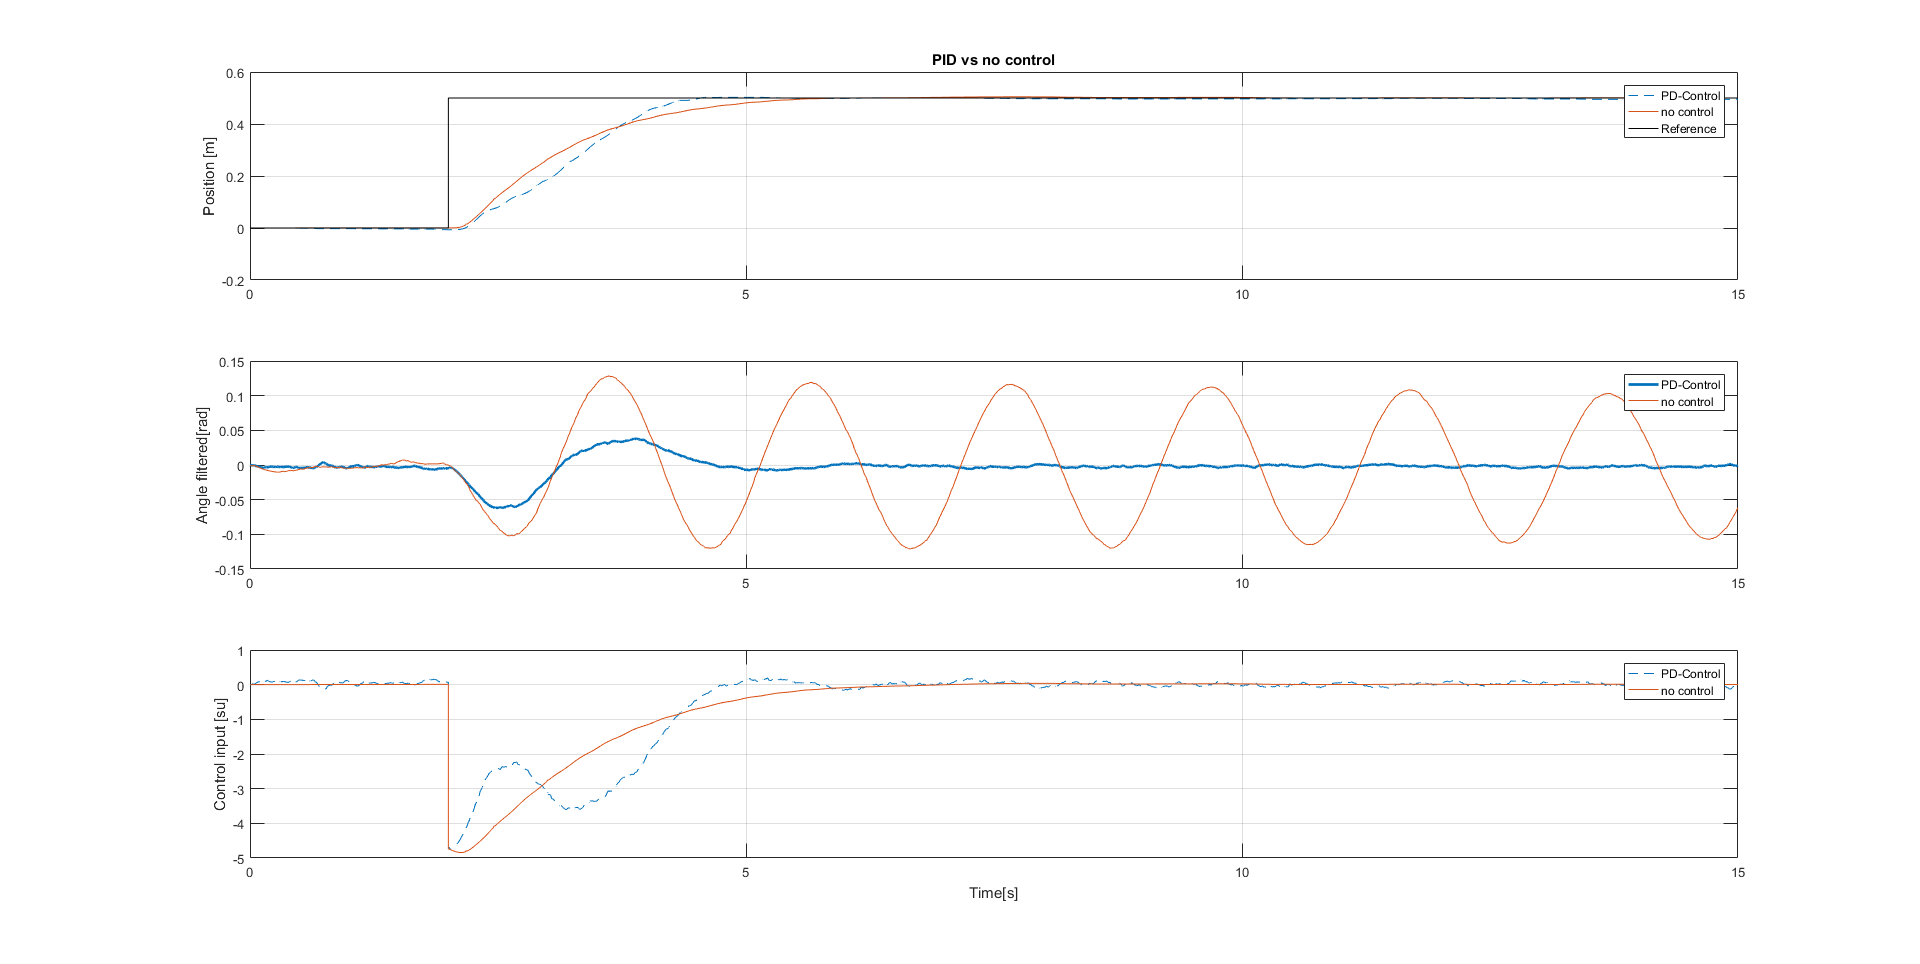 PID vs no control
Position [m]
0.6
0.4
0.2
0
-0.2
0
5
10
15
PD-Control
no control
Reference
Angle filtered[rad]
0.15
0.1
0.05
0
-0.05
-0.1
-0.15
0
5
10
15
PD-Control
no control
Control input [su]
1
0
-1
-2
-3
-4
-5
0
5
10
15
PD-Control
no control
Time[s]